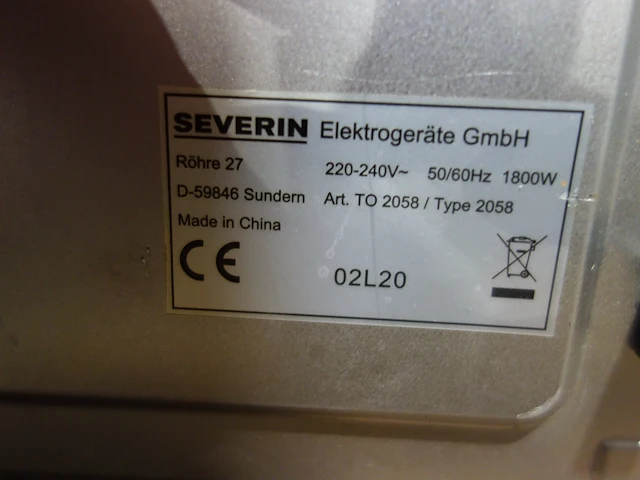 SEVERIN Elektrogeräte GmbH
Röhre 27 220-240V~ 50/60Hz 1800W
D-59846 Sundern Art. TO 2058 / Type 2058
Made in China
CE 02L20